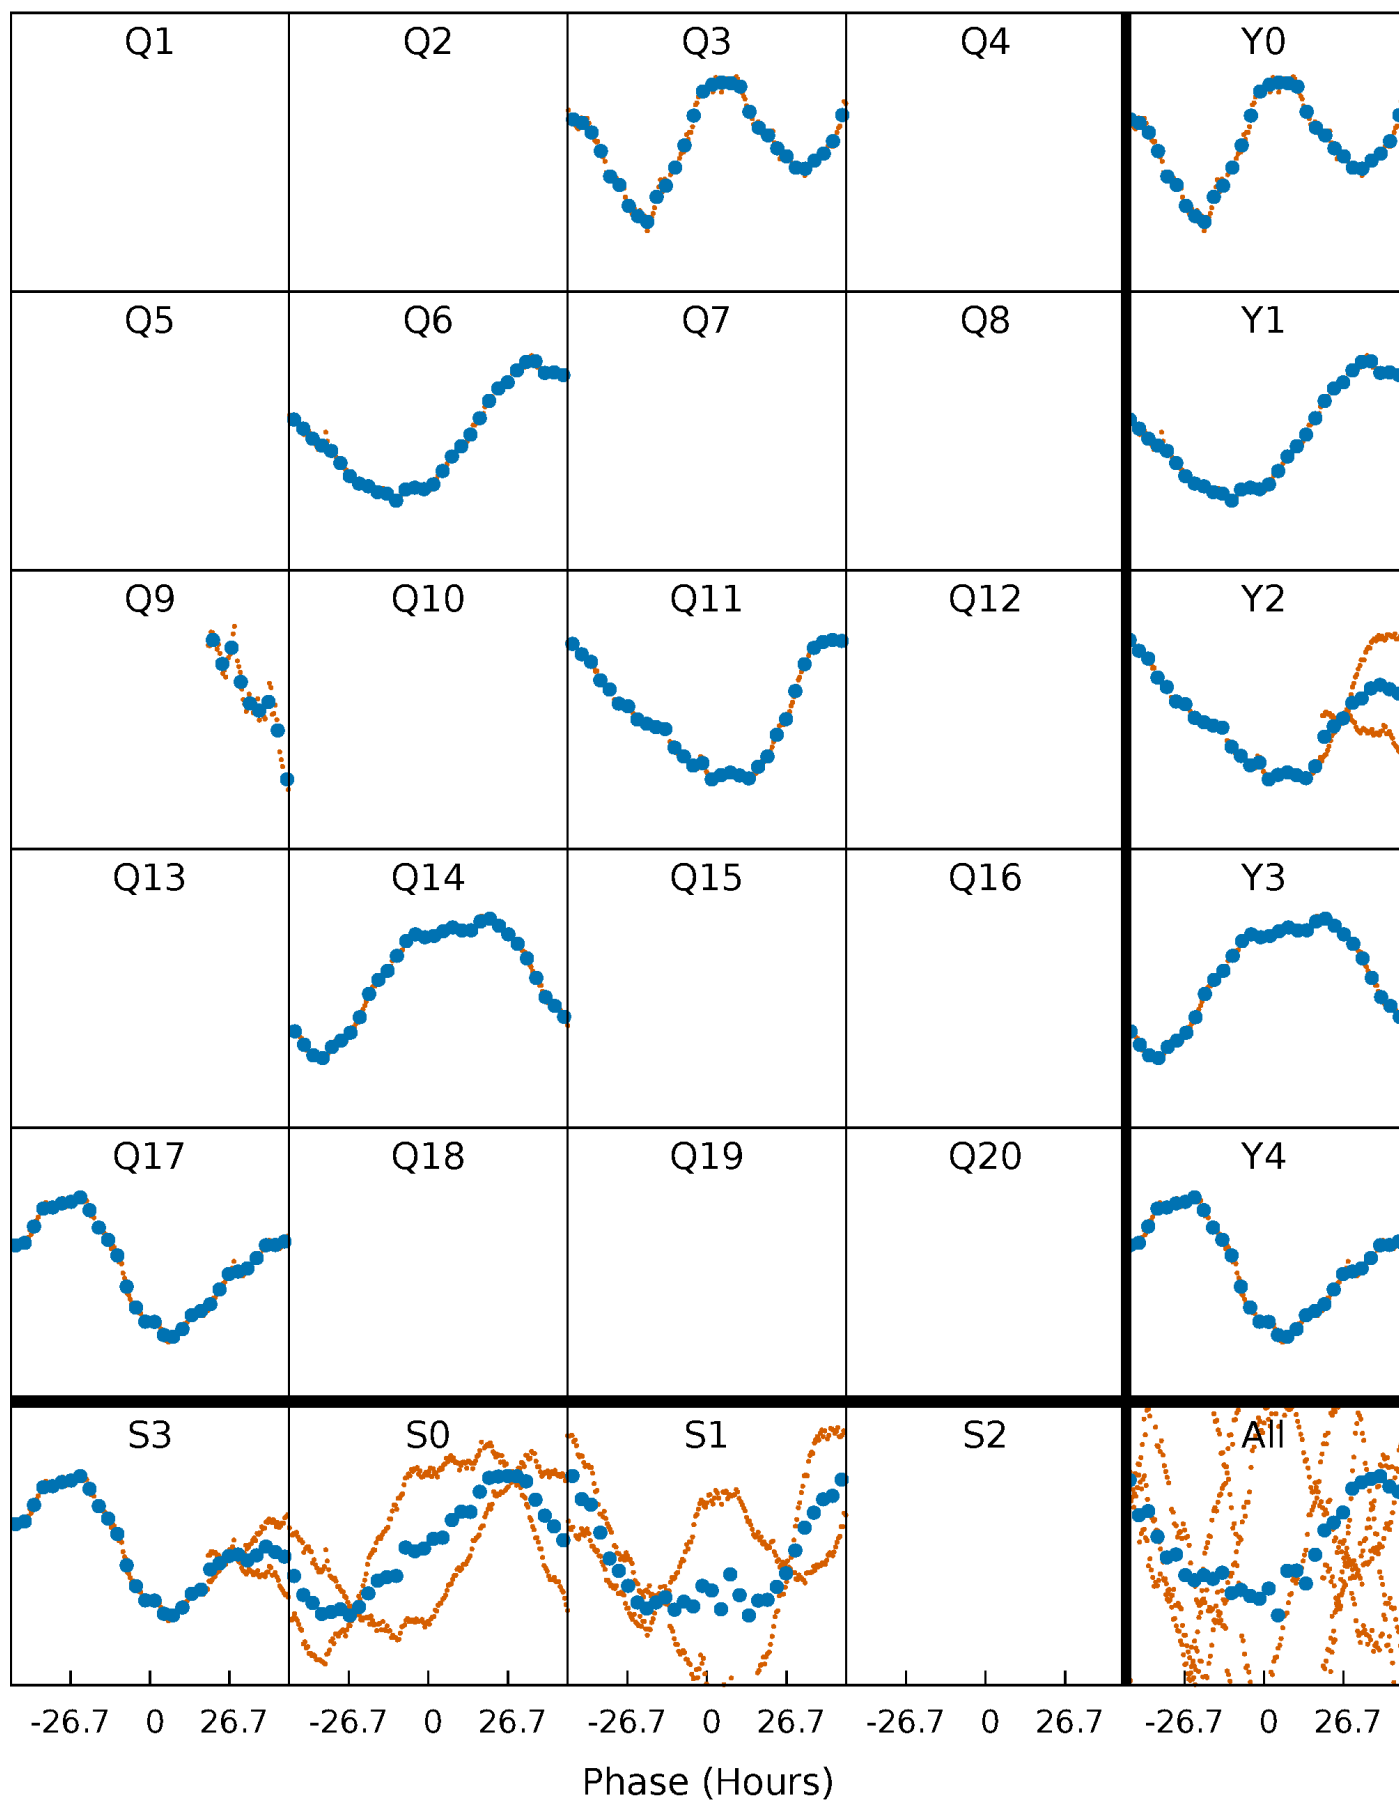 Q1 Q2 Q3 Q4 Y0
Q5 Q6 Q7 Q8 Y1
Q9 Q10 Q11 Q12 Y2
Q13 Q14 Q15 Q16 Y3
Q17 Q18 Q19 Q20 Y4
S3 S0 S1 S2 All
-26.7 0 26.7 -26.7 0 26.7 -26.7 0 26.7 -26.7 0 26.7 -26.7 0 26.7
Phase (Hours)